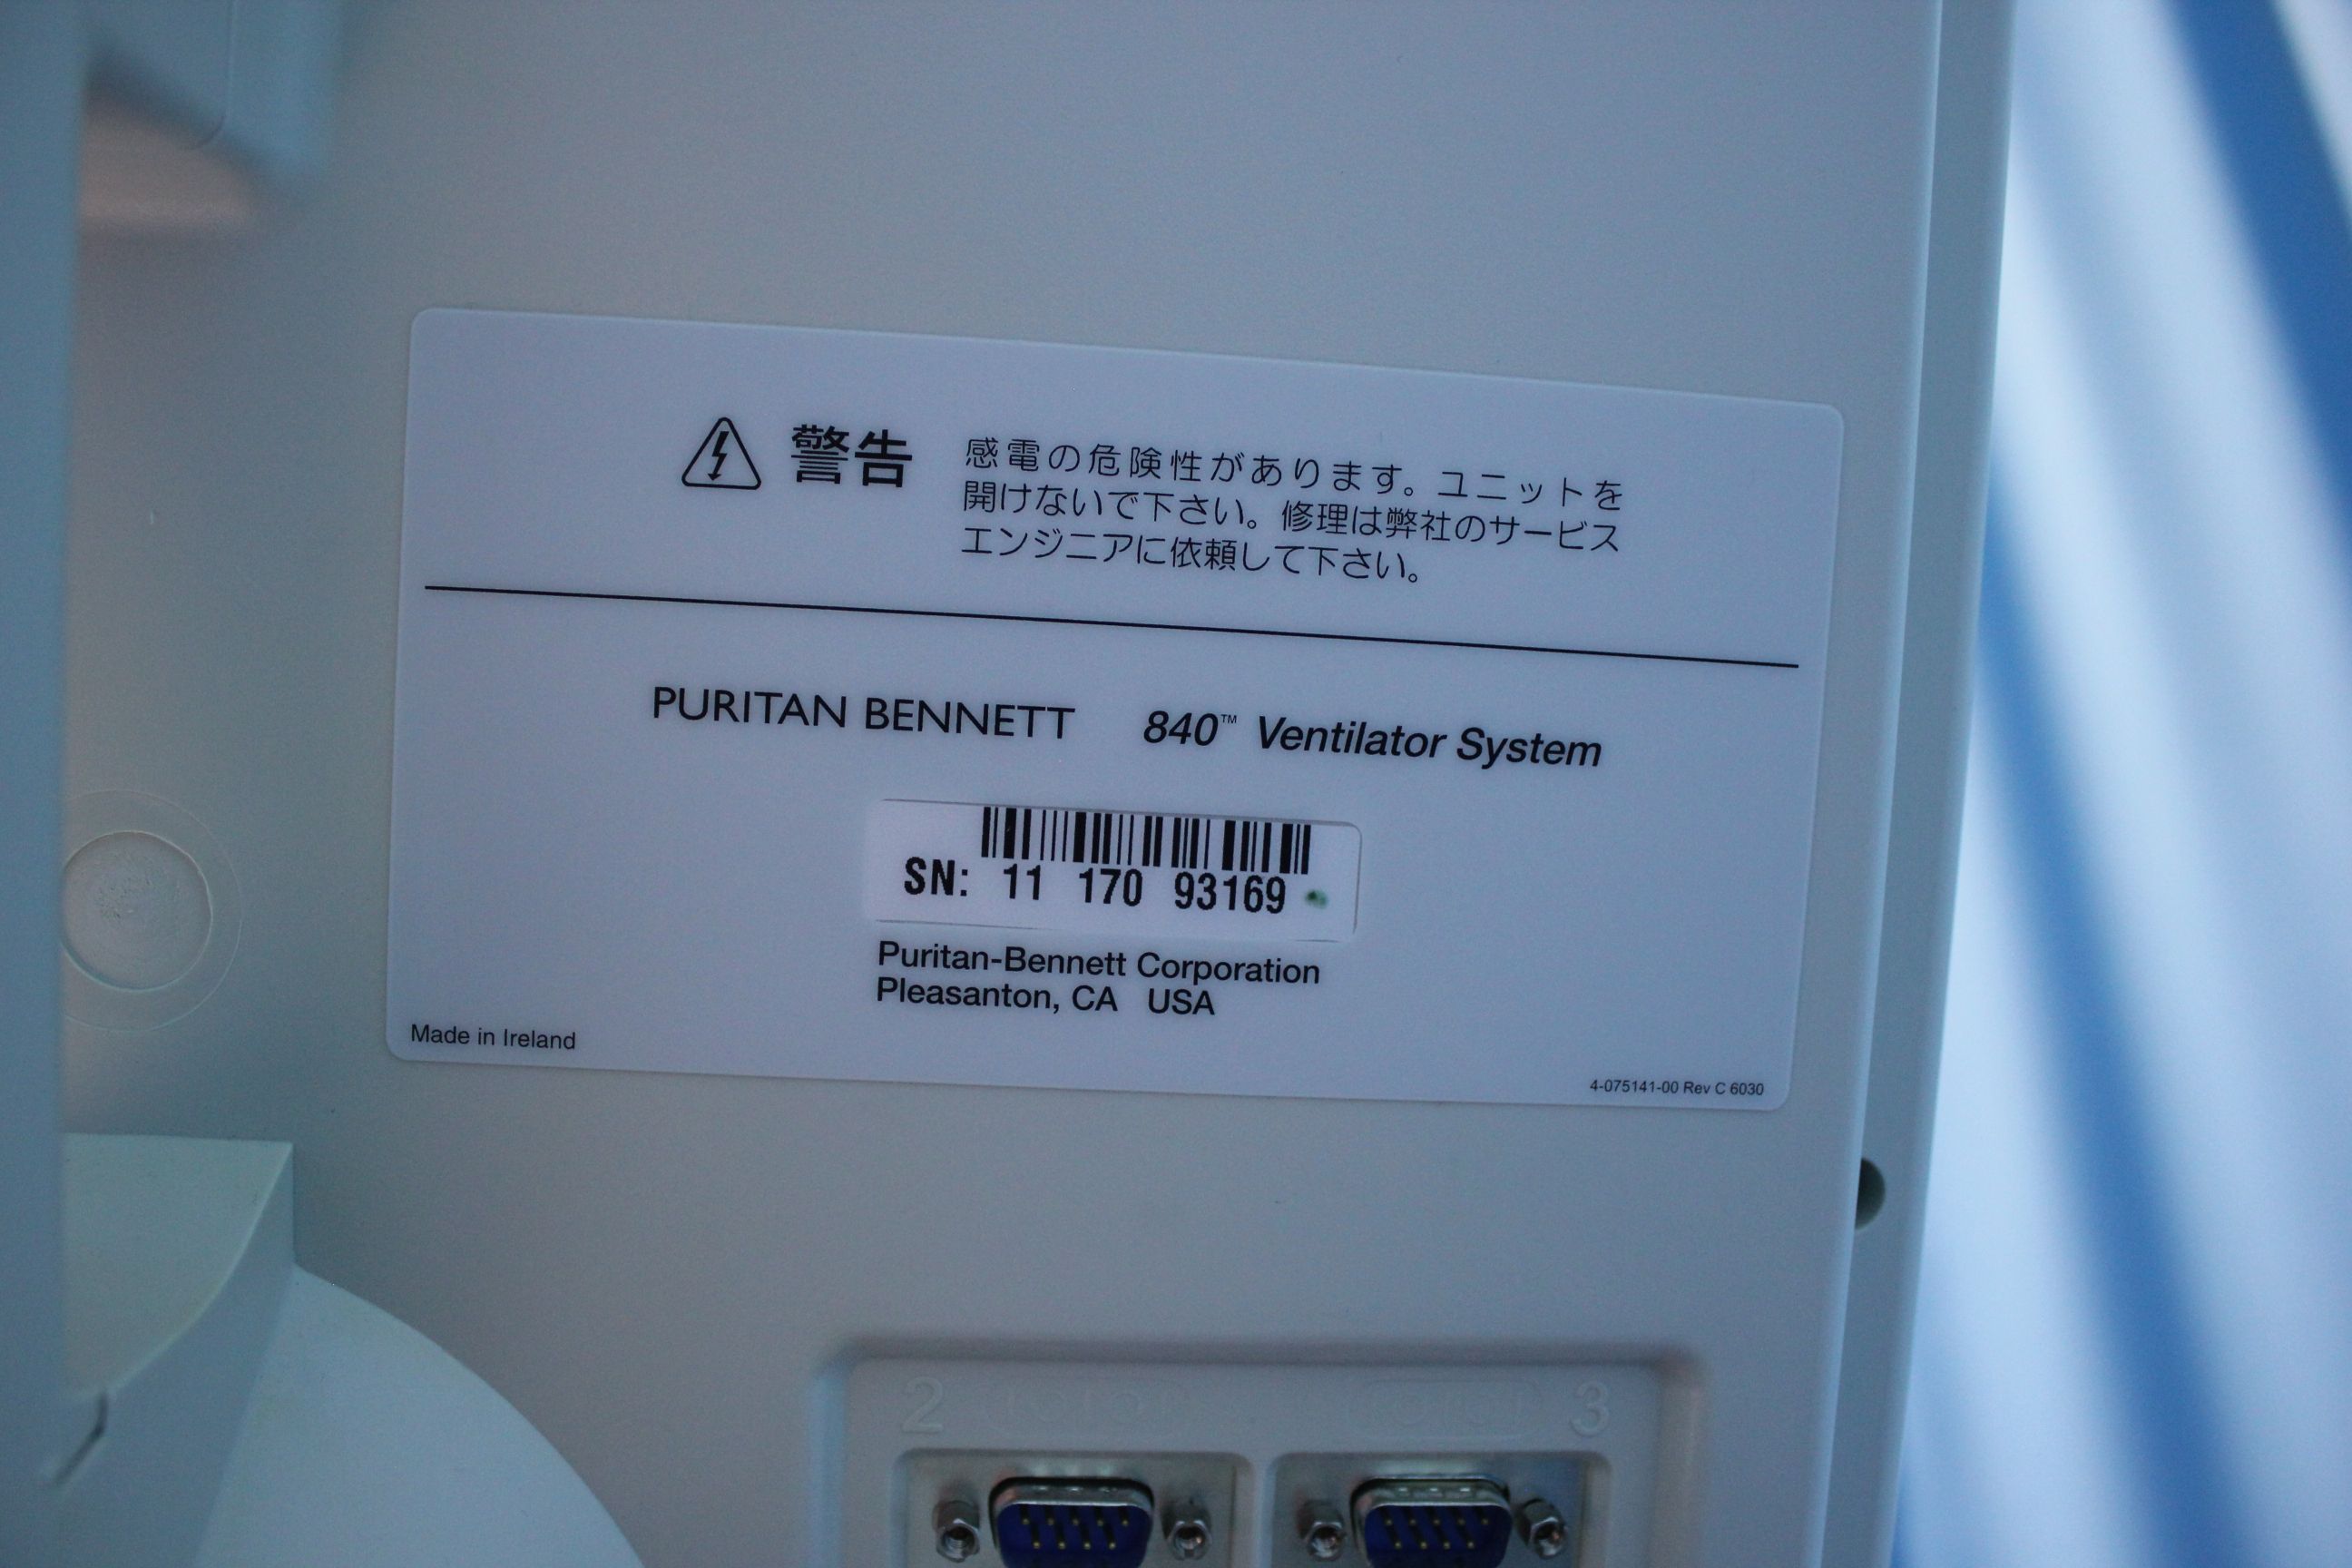 警告
感電の危険性があります。ユニットを
開けないで下さい。修理は弊社のサービス
エンジニアに依頼して下さい。
PURITAN BENNETT 840™ Ventilator System
SN: 11 170 93169
Puritan-Bennett Corporation
Pleasanton, CA USA
Made in Ireland
4-075141-00 Rev C 6030
2 3